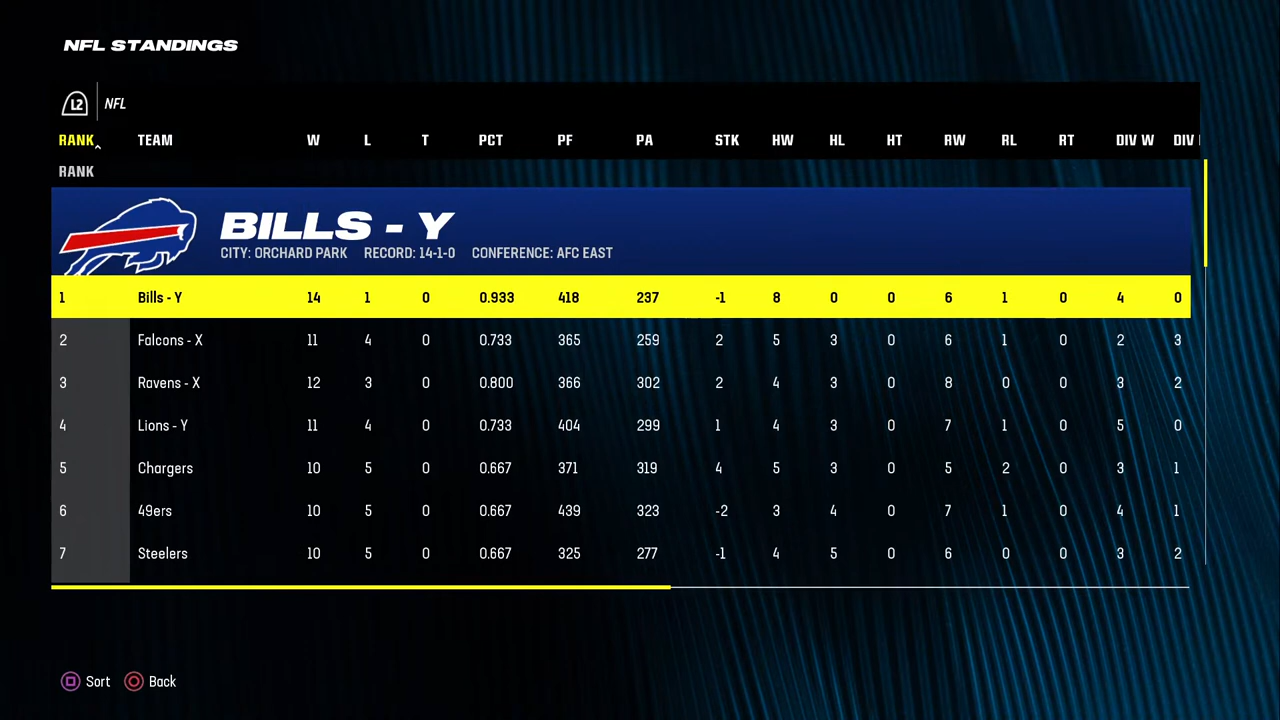 NFL STANDINGS
L2 NFL
RANK TEAM W L T PCT PF PA STK HW HL HT RW RL RT DIV W DIV
RANK
BILLS - Y
CITY: ORCHARD PARK RECORD: 14-1-0 CONFERENCE: AFC EAST
1 Bills - Y 14 1 0 0.933 418 237 -1 8 0 0 6 1 0 4 0
2 Falcons - X 11 4 0 0.733 365 259 2 5 3 0 6 1 0 2 3
3 Ravens - X 12 3 0 0.800 366 302 2 4 3 0 8 0 0 3 2
4 Lions - Y 11 4 0 0.733 404 299 1 4 3 0 7 1 0 5 0
5 Chargers 10 5 0 0.667 371 319 4 5 3 0 5 2 0 3 1
6 49ers 10 5 0 0.667 439 323 -2 3 4 0 7 1 0 4 1
7 Steelers 10 5 0 0.667 325 277 -1 4 5 0 6 0 0 3 2
Sort Back